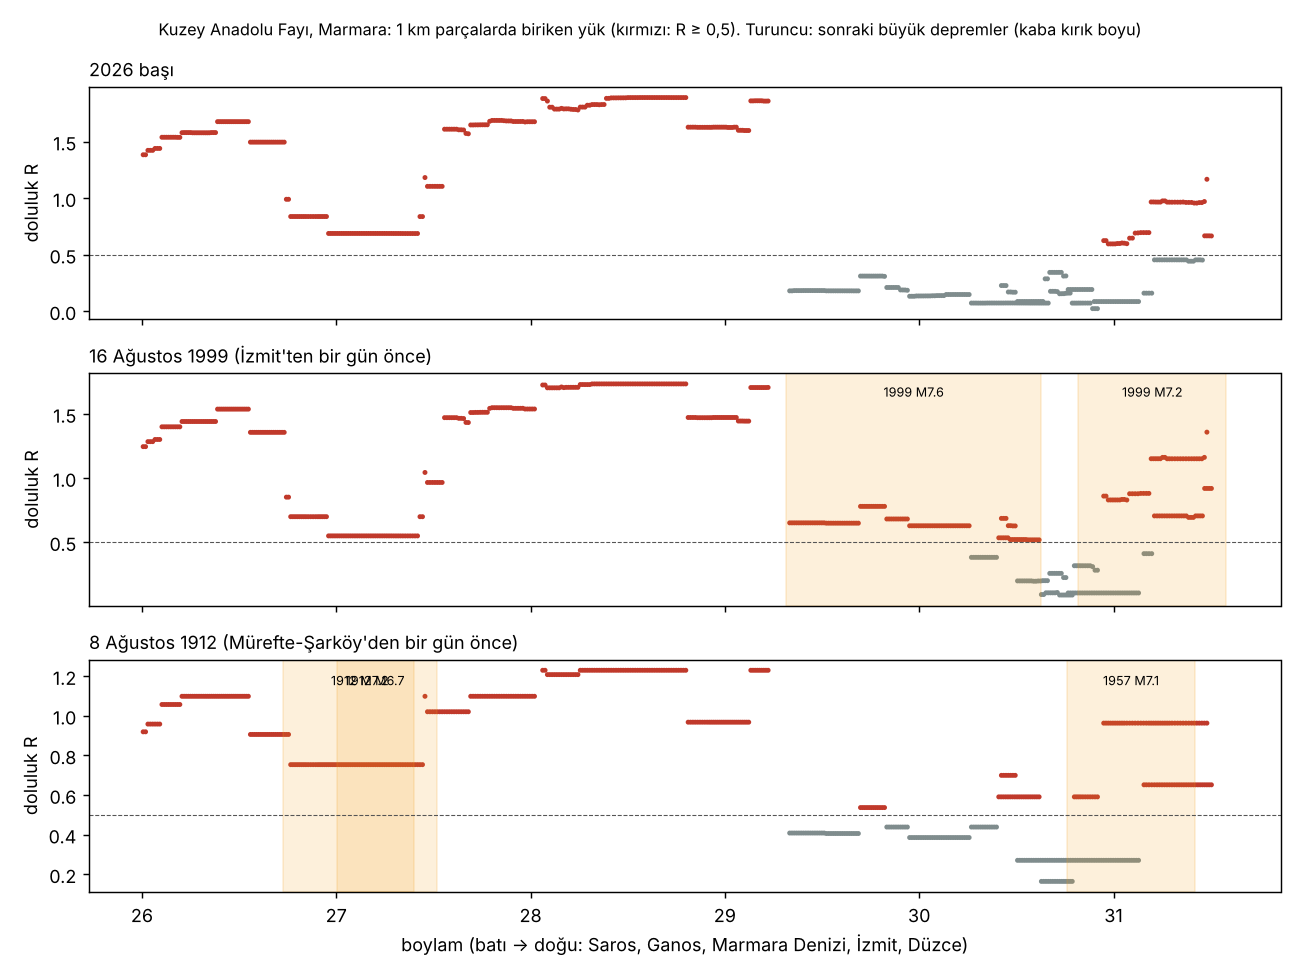 Kuzey Anadolu Fayı, Marmara: 1 km parçalarda biriken yük (kırmızı: R ≥ 0,5). Turuncu: sonraki büyük depremler (kaba kırık boyu)
2026 başı
doluluk R
1.5
1.0
0.5
0.0
16 Ağustos 1999 (İzmit'ten bir gün önce)
doluluk R
1.5
1.0
0.5
1999 M7.6
1999 M7.2
8 Ağustos 1912 (Mürefte-Şarköy'den bir gün önce)
doluluk R
1.2
1.0
0.8
0.6
0.4
0.2
1957 M7.1
26 27 28 29 30 31
boylam (batı → doğu: Saros, Ganos, Marmara Denizi, İzmit, Düzce)